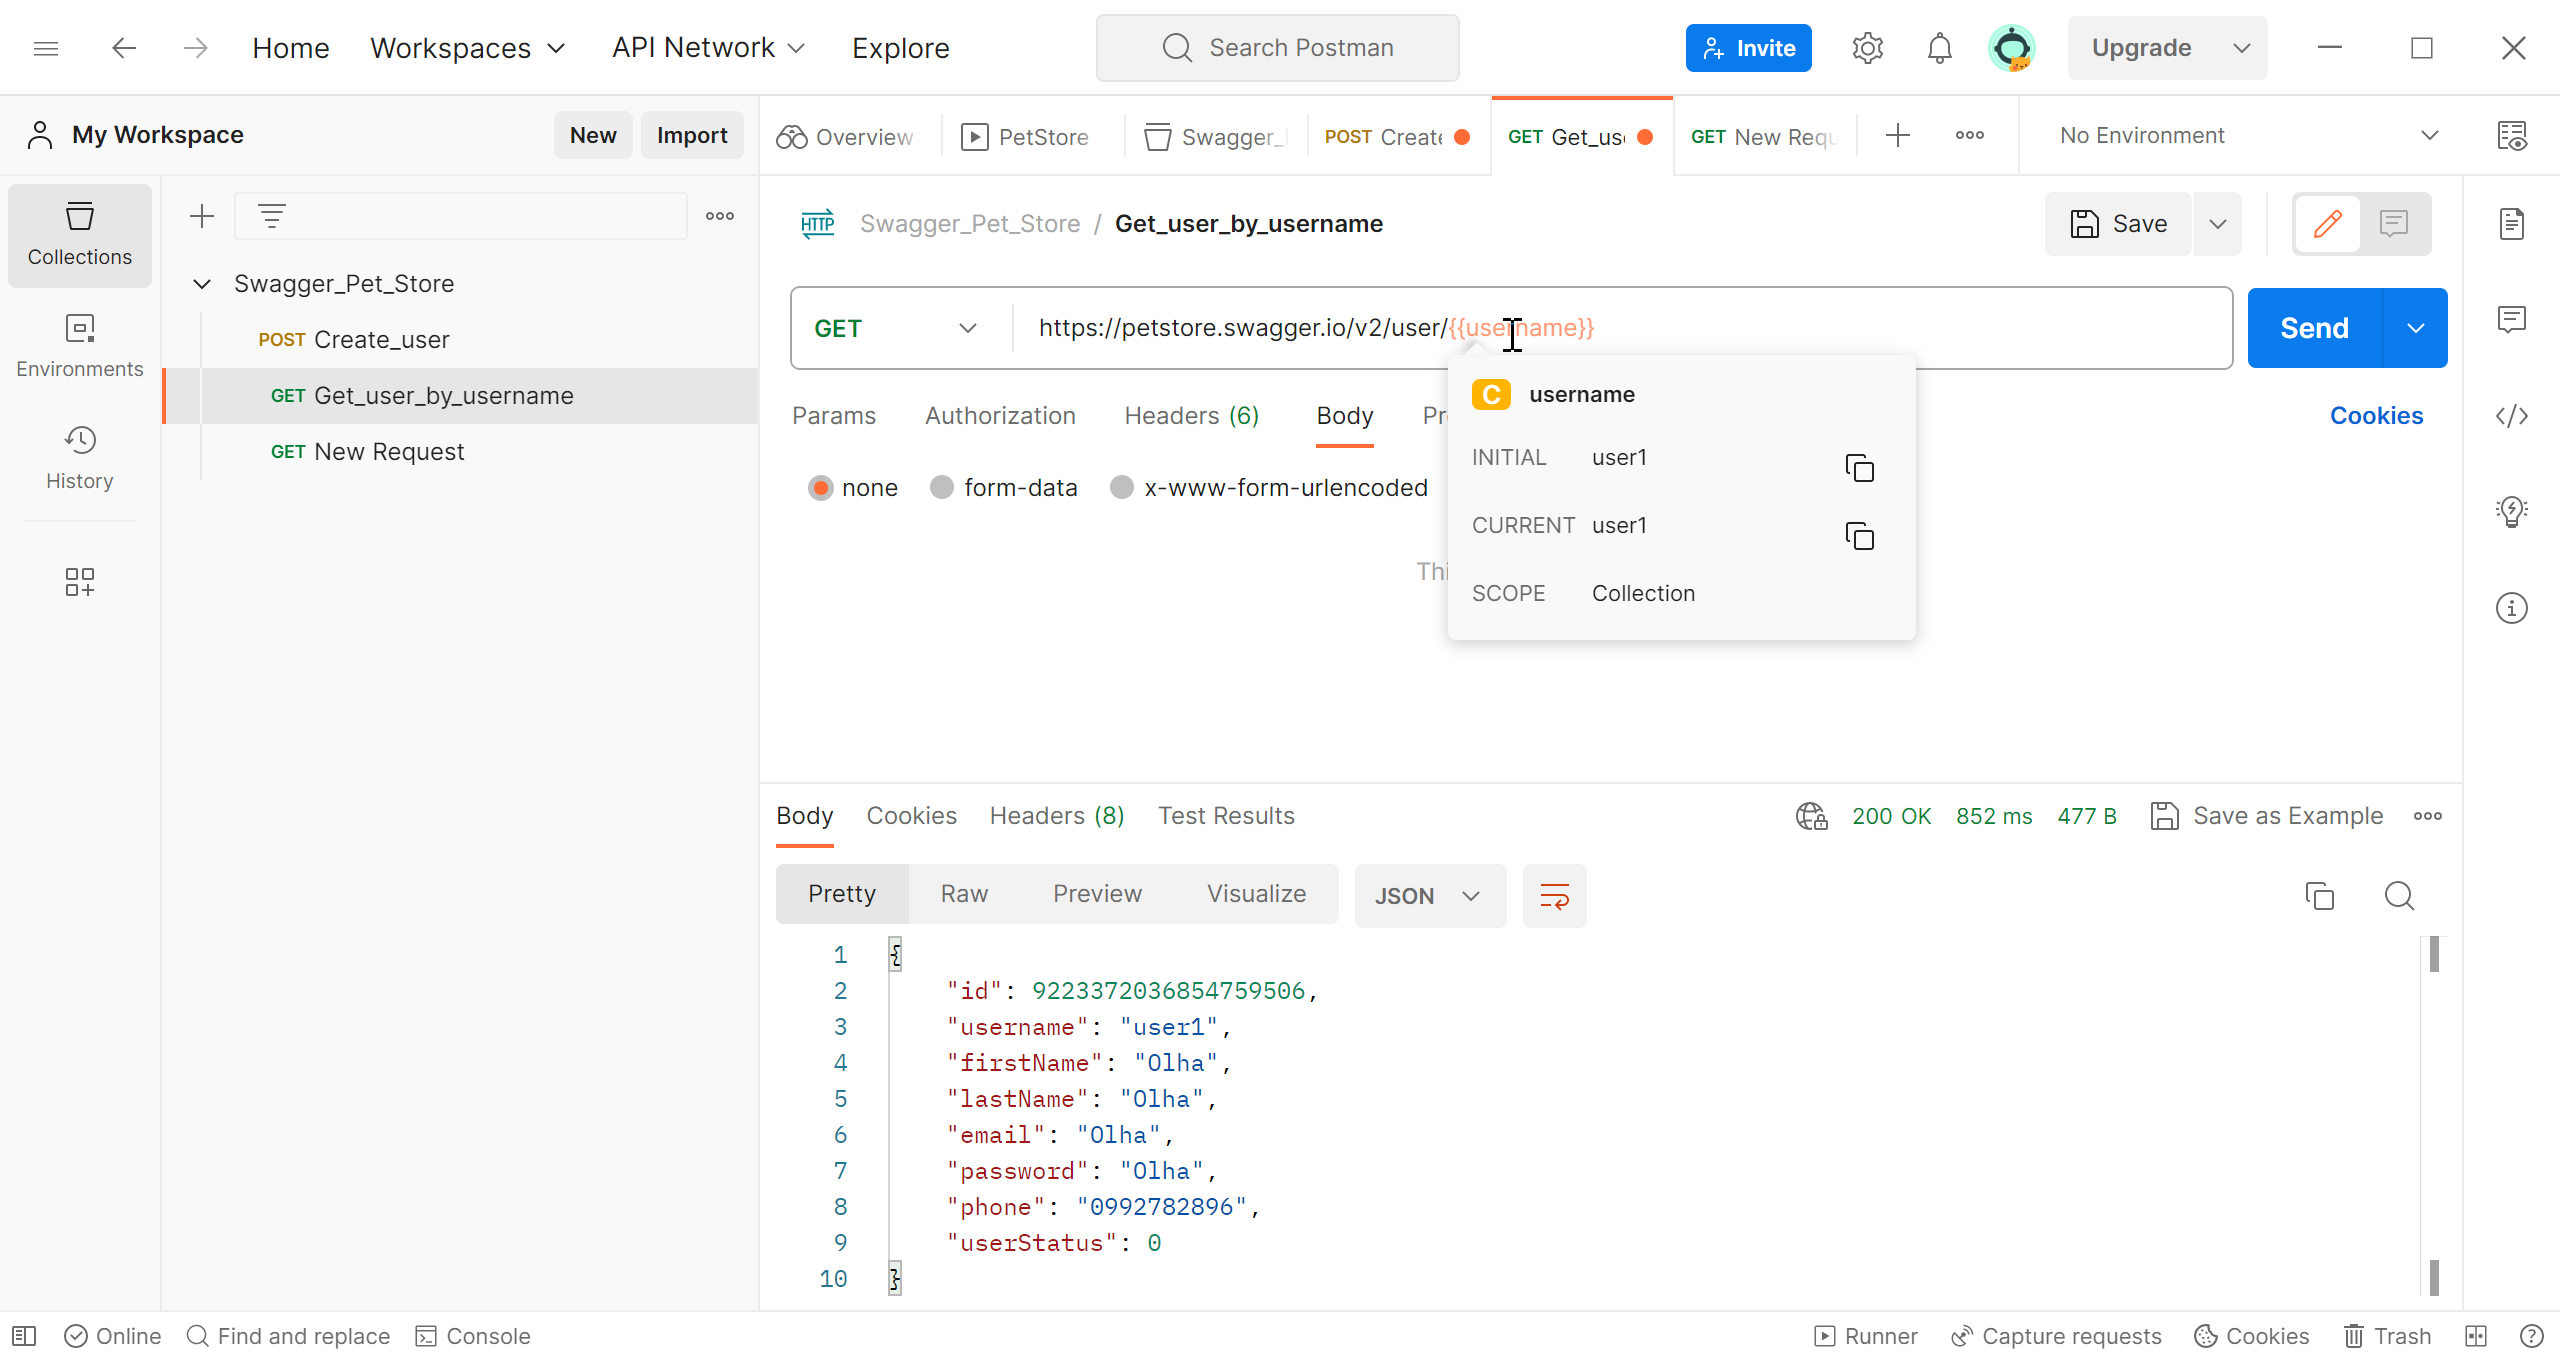 Home Workspaces API Network Explore Search Postman Invite Upgrade
My Workspace New Import Overview PetStore Swagger_ POST Create GET Get_us GET New Requ No Environment
Collections
Environments
History
Swagger_Pet_Store
POST Create_user
GET Get_user_by_username
GET New Request
HTTP Swagger_Pet_Store / Get_user_by_username Save
GET https://petstore.swagger.io/v2/user/{{username}} Send
Params Authorization Headers (6) Body Pr Cookies
none form-data x-www-form-urlencoded
Thi
C username
INITIAL user1
CURRENT user1
SCOPE Collection
Body Cookies Headers (8) Test Results 200 OK 852 ms 477 B Save as Example
Pretty Raw Preview Visualize JSON
1 {
2 "id": 9223372036854759506,
3 "username": "user1",
4 "firstName": "Olha",
5 "lastName": "Olha",
6 "email": "Olha",
7 "password": "Olha",
8 "phone": "0992782896",
9 "userStatus": 0
10 }
Online Find and replace Console Runner Capture requests Cookies Trash